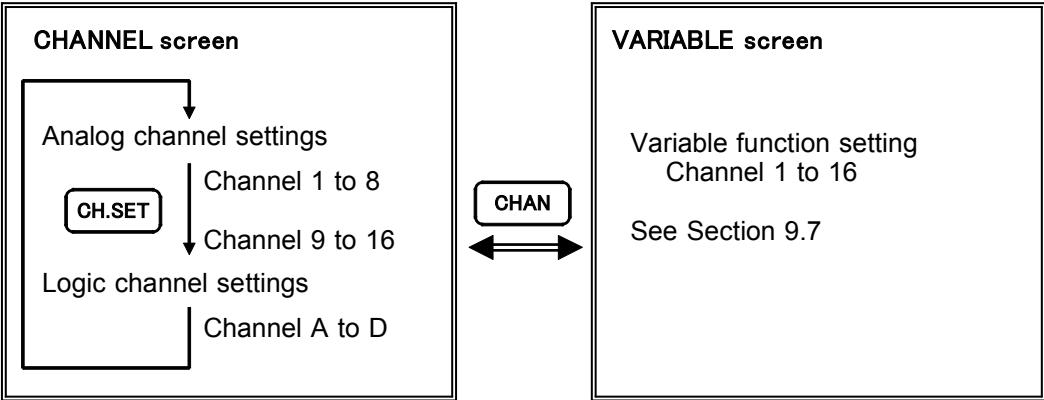 CHANNEL screen
Analog channel settings
Channel 1 to 8
CH.SET
Channel 9 to 16
Logic channel settings
Channel A to D
CHAN
VARIABLE screen
Variable function setting
Channel 1 to 16
See Section 9.7